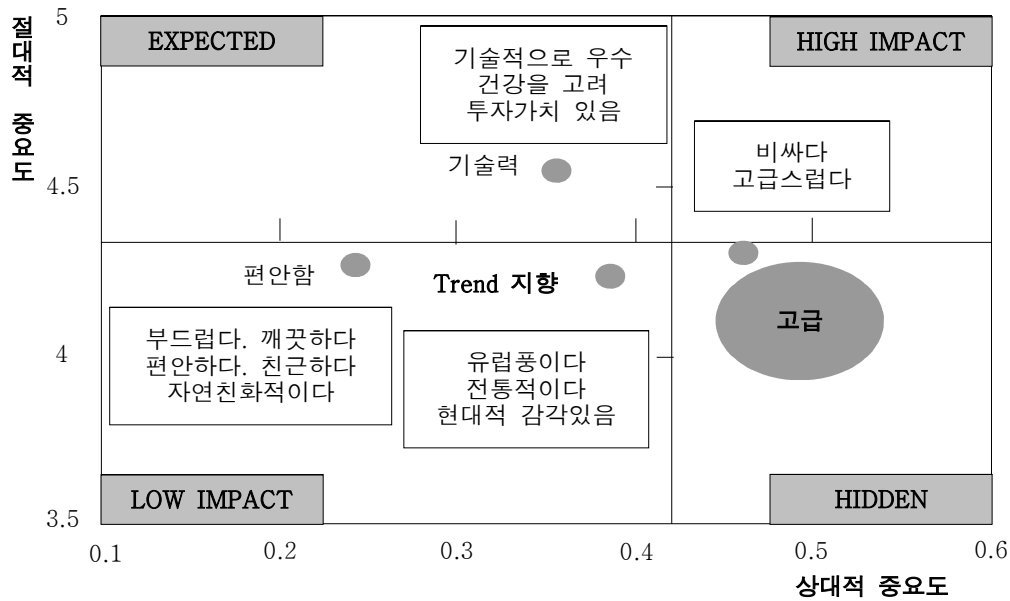 절대적 중요도
5
EXPECTED
HIGH IMPACT
기술적으로 우수
건강을 고려
투자가치 있음
비싸다
고급스럽다
기술력
4.5
편안함
Trend 지향
고급
4
부드럽다. 깨끗하다
편안하다. 친근하다
자연친화적이다
유럽풍이다
전통적이다
현대적 감각있음
LOW IMPACT
HIDDEN
3.5
0.1
0.2
0.3
0.4
0.5
0.6
상대적 중요도